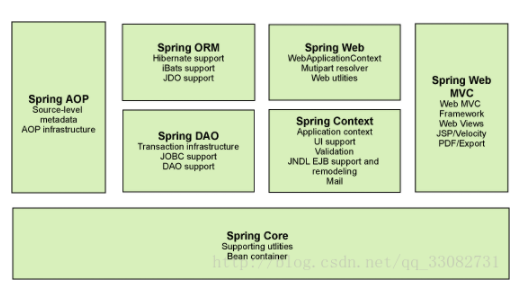 Spring AOP
Source-level
metadata
AOP infrastructure
Spring ORM
Hibernate support
iBats support
JDO support
Spring DAO
Transaction infrastructure
JOBC support
DAO support
Spring Web
WebApplicationContext
Mutipart resolver
Web utlities
Spring Context
Application context
UI support
Validation
JNDL EJB support and
remodeling
Mail
Spring Web
MVC
Web MVC
Framework
Web Views
JSP/Velocity
PDF/Export
Spring Core
Supporting utlities
Bean container
http://blog.csdn.net/qq_33082731